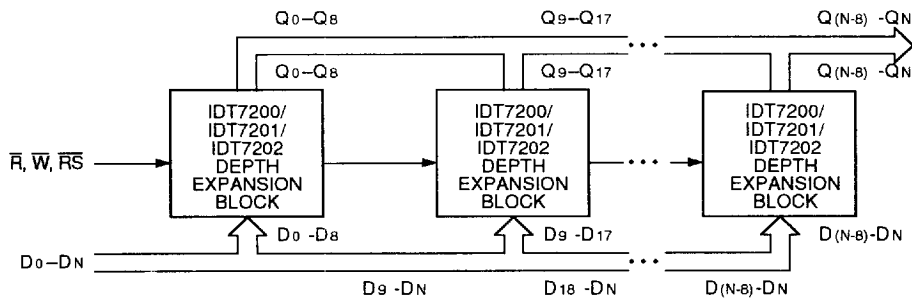 Q0–Q8 Q9–Q17 Q(N-8) -QN
Q0–Q8 Q9–Q17 Q(N-8) -QN
IDT7200/
IDT7201/
IDT7202
DEPTH
EXPANSION
BLOCK
IDT7200/
IDT7201/
IDT7202
DEPTH
EXPANSION
BLOCK
IDT7200/
IDT7201/
IDT7202
DEPTH
EXPANSION
BLOCK
R̅, W̅, R̅S̅
D0 -D8 D9 -D17 D(N-8)-DN
D0–DN
D9 -DN D18 -DN D(N-8)-DN